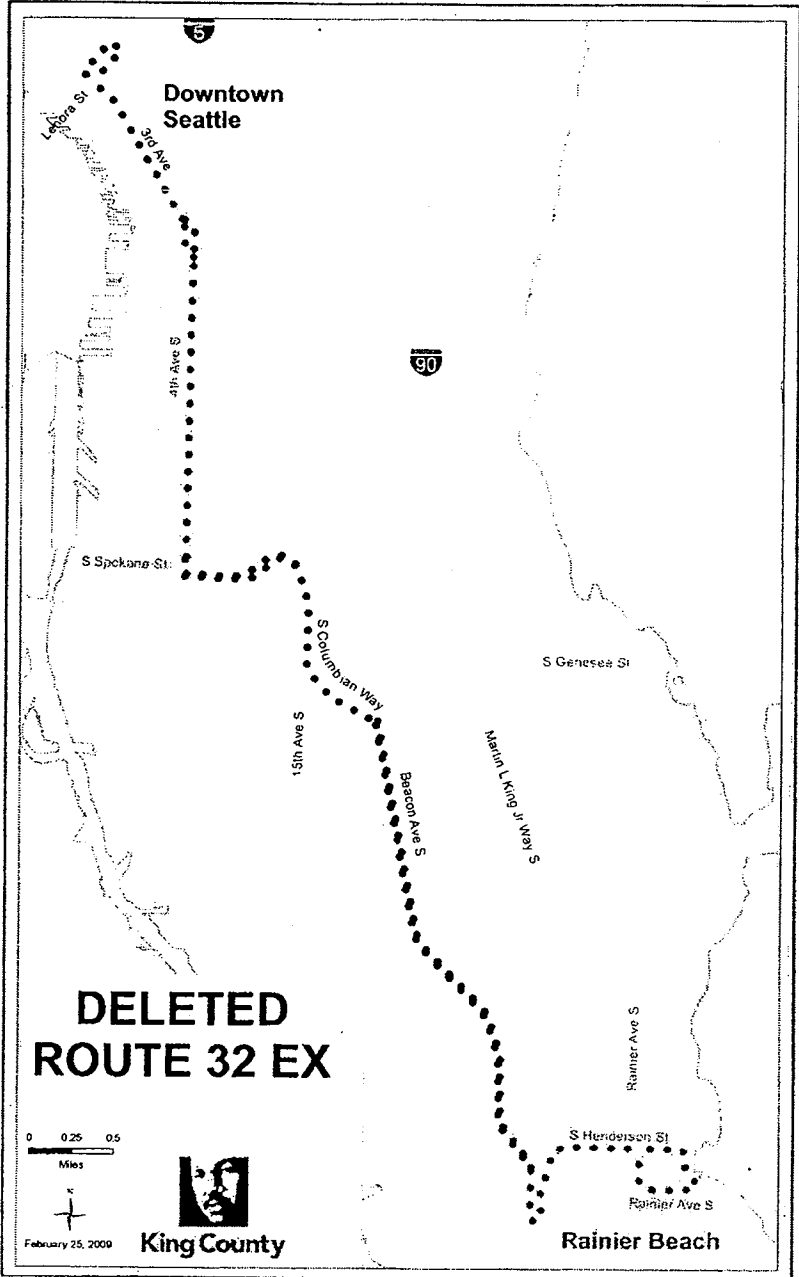 5
Downtown
Seattle
Lenora St
3rd Ave
4th Ave S
90
S Spokane St
S Columbian Way
S Genesee St
15th Ave S
Martin L King Jr Way S
Beacon Ave S
DELETED
ROUTE 32 EX
Rainier Ave S
0 0.25 0.5
Miles
S Henderson St
N
Rainier Ave S
February 25, 2009
King County
Rainier Beach